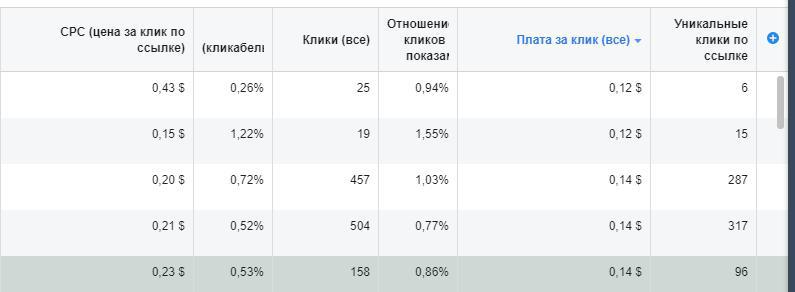 CPC (цена за клик по
ссылке)
(кликабель
Клики (все)
Отношени
кликов
показа
Плата за клик (все)
Уникальные
клики по
ссылке
0,43 $ 0,26% 25 0,94% 0,12 $ 6
0,15 $ 1,22% 19 1,55% 0,12 $ 15
0,20 $ 0,72% 457 1,03% 0,14 $ 287
0,21 $ 0,52% 504 0,77% 0,14 $ 317
0,23 $ 0,53% 158 0,86% 0,14 $ 96